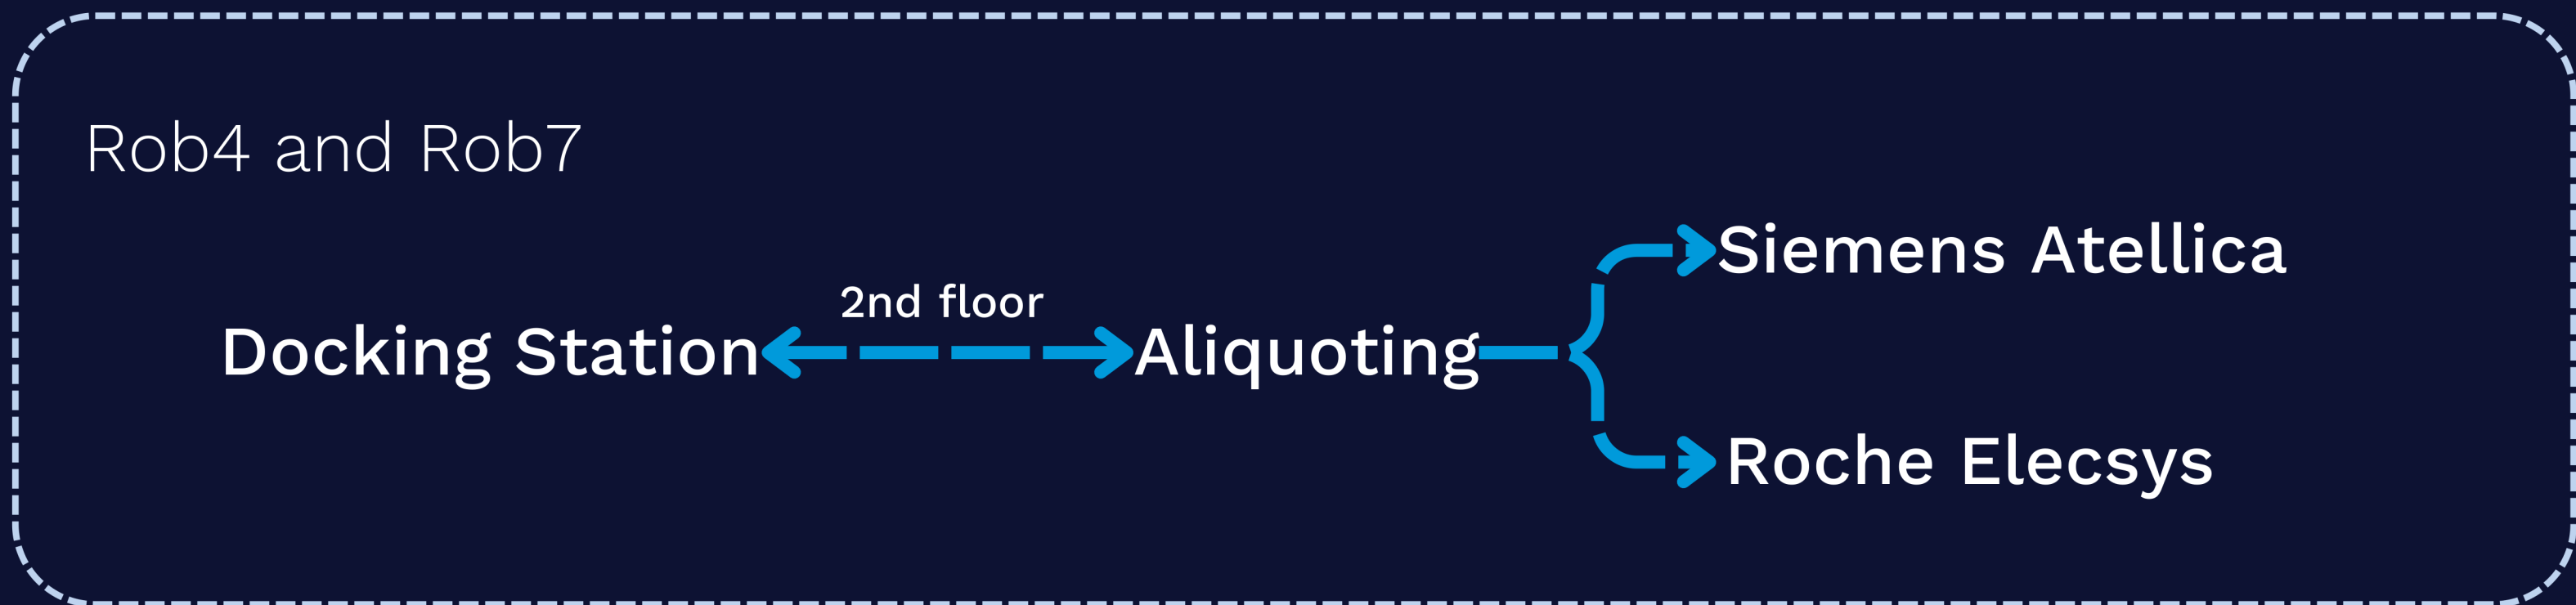 Rob4 and Rob7
Siemens Atellica
2nd floor
Docking Station Aliquoting
Roche Elecsys